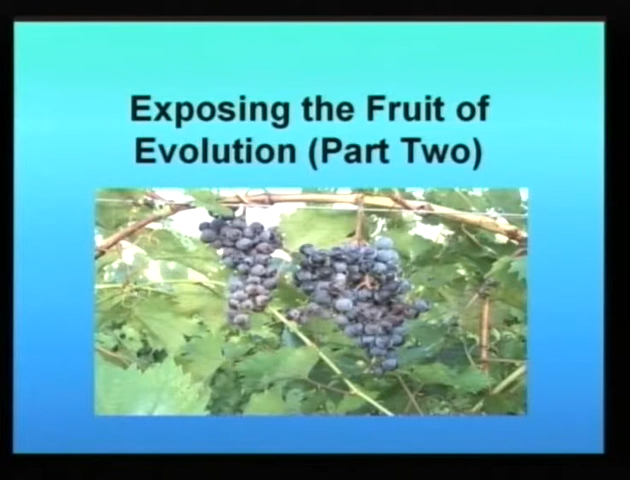 Exposing the Fruit of
Evolution (Part Two)